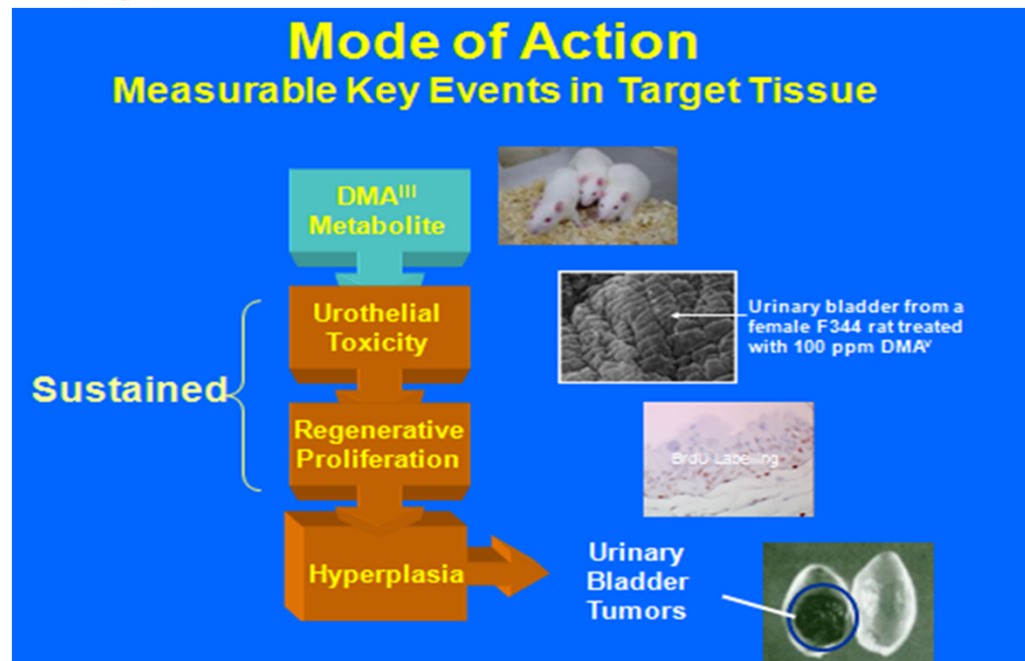 Mode of Action
Measurable Key Events in Target Tissue
DMAᴵᴵᴵ
Metabolite
Urothelial
Toxicity
Urinary bladder from a
female F344 rat treated
with 100 ppm DMAᵛ
Sustained
Regenerative
Proliferation
BrdU Labelling
Hyperplasia
Urinary
Bladder
Tumors